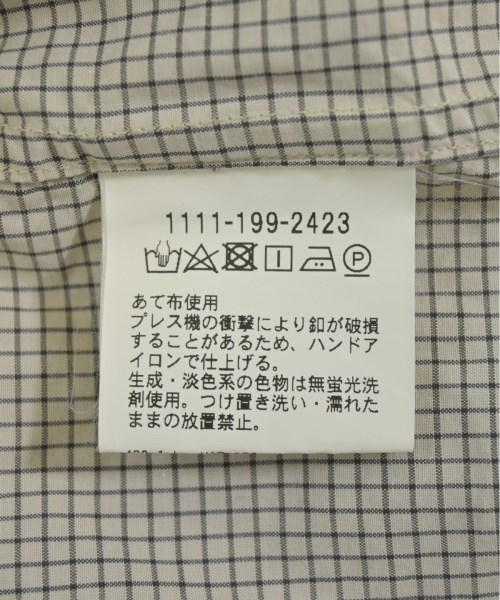 1111-199-2423
P
あて布使用
プレス機の衝撃により釦が破損
することがあるため、ハンドア
イロンで仕上げる。
生成・淡色系の色物は無蛍光洗
剤使用。つけ置き洗い・濡れた
ままの放置禁止。